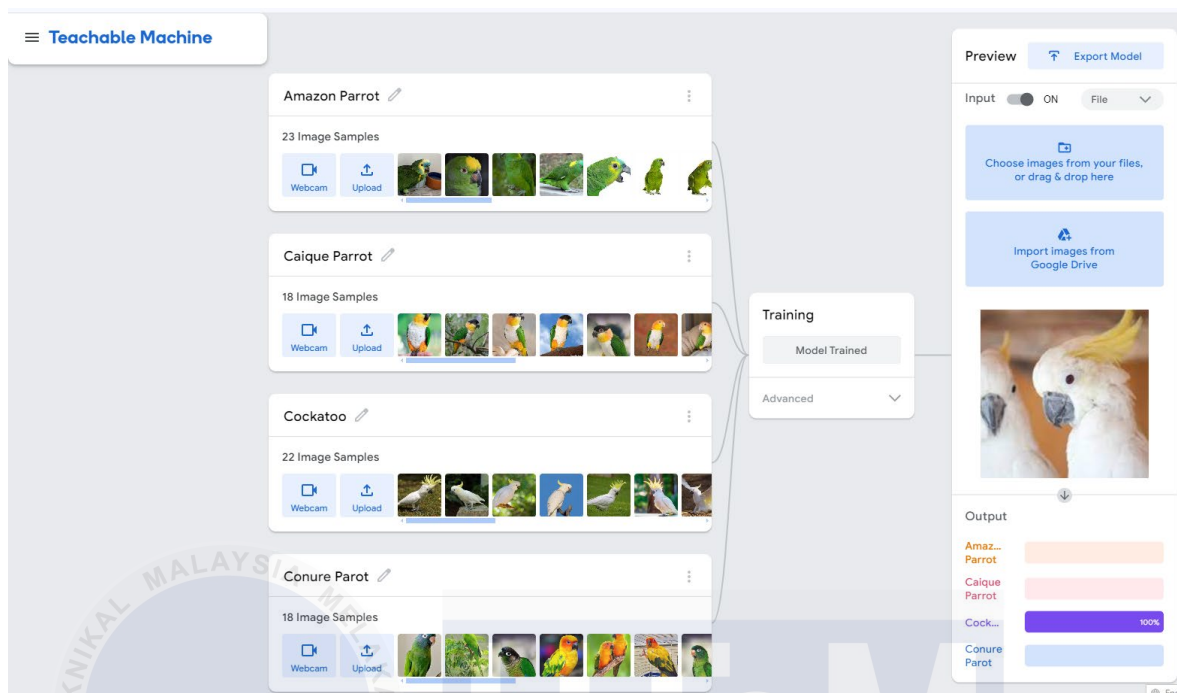 Teachable Machine
Amazon Parrot
23 Image Samples
Webcam
Upload
Caique Parrot
18 Image Samples
Webcam
Upload
Cockatoo
22 Image Samples
Webcam
Upload
Conure Parot
18 Image Samples
Webcam
Upload
Training
Model Trained
Advanced
Preview
Export Model
Input
ON
File
Choose images from your files,
or drag & drop here
Import images from
Google Drive
Output
Amaz...
Parrot
Caique
Parrot
Cock...
100%
Conure
Parot
NIKAL MALAYSIA MELAK